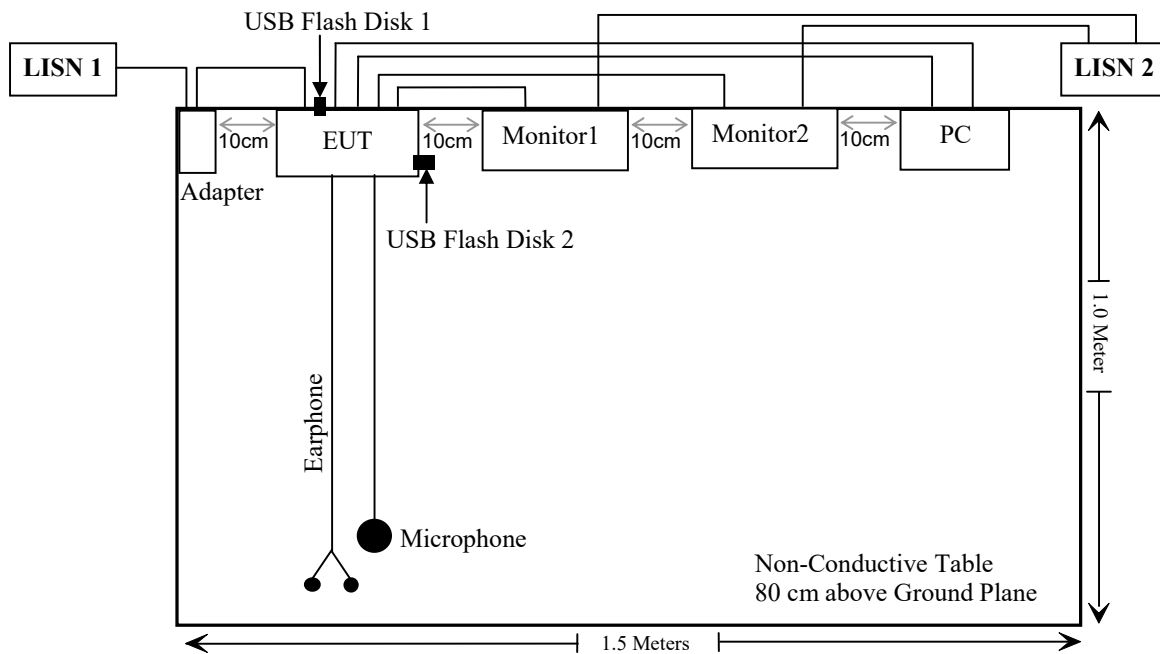 USB Flash Disk 1
LISN 1
LISN 2
EUT
Monitor1
Monitor2
PC
10cm
10cm
10cm
10cm
Adapter
USB Flash Disk 2
Earphone
1.0 Meter
Microphone
Non-Conductive Table
80 cm above Ground Plane
1.5 Meters